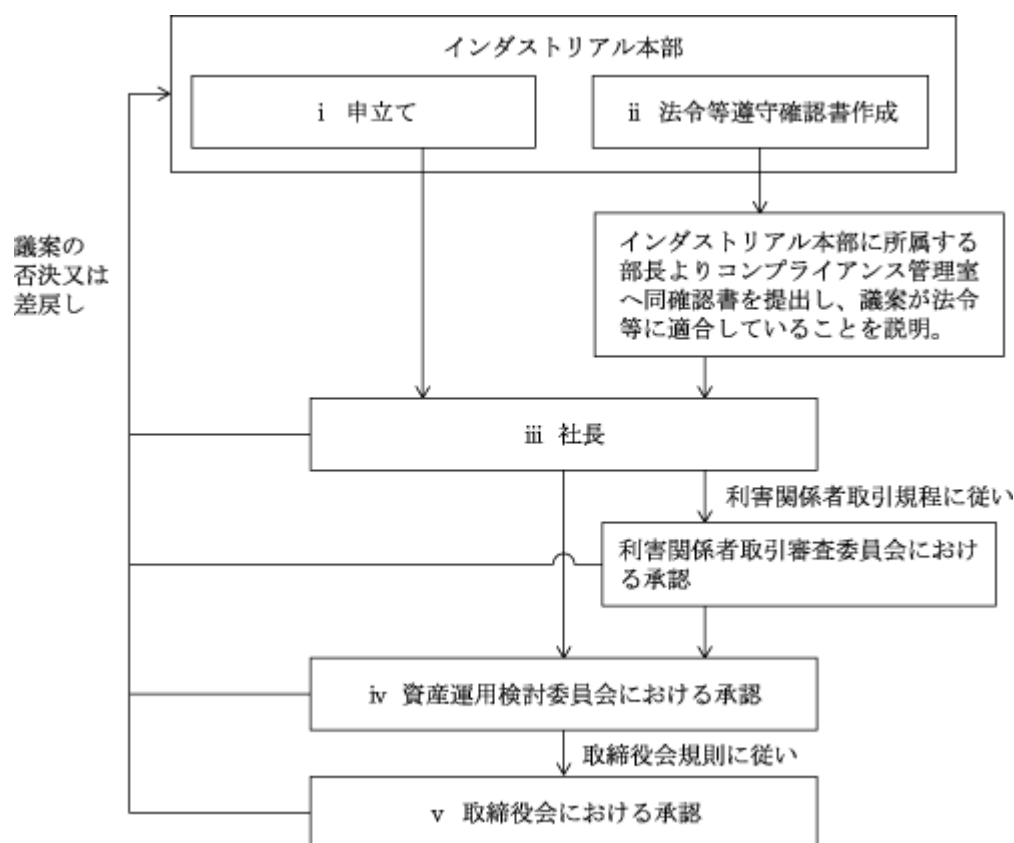 インダストリアル本部
ⅰ 申立て
ⅱ 法令等遵守確認書作成
議案の
否決又は
差戻し
インダストリアル本部に所属する
部長よりコンプライアンス管理室
へ同確認書を提出し、議案が法令
等に適合していることを説明。
ⅲ 社長
利害関係者取引規程に従い
利害関係者取引審査委員会におけ
る承認
ⅳ 資産運用検討委員会における承認
取締役会規則に従い
ⅴ 取締役会における承認